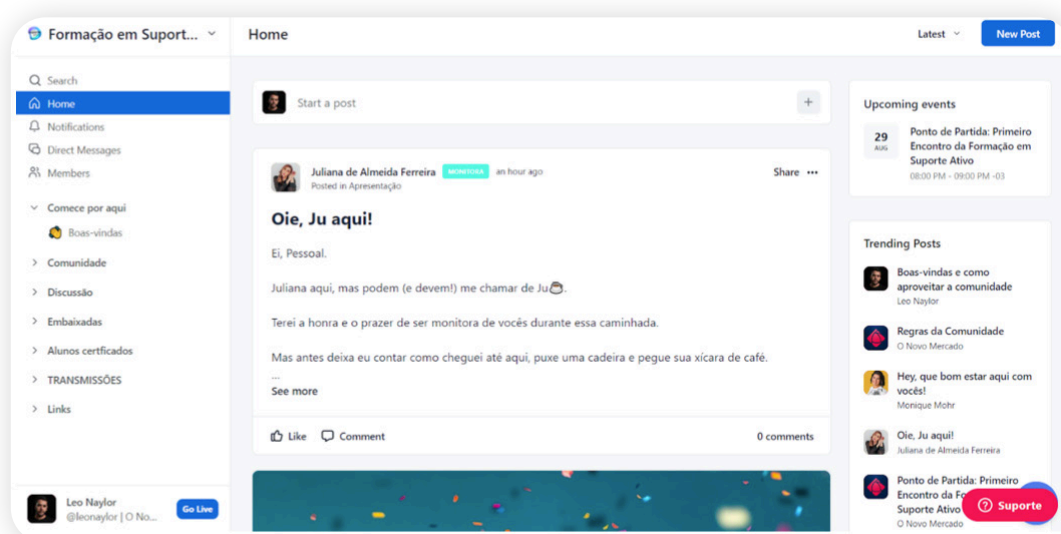 Formação em Suport...
Home
Latest
New Post
Search
Home
Notifications
Direct Messages
Members
Comece por aqui
Boas-vindas
Comunidade
Discussão
Embaixadas
Alunos certficados
TRANSMISSÕES
Links
Leo Naylor
@leonaylor | O No...
Go Live
Start a post
Juliana de Almeida Ferreira MONITORA an hour ago
Posted in Apresentação
Share
Oie, Ju aqui!
Ei, Pessoal.
Juliana aqui, mas podem (e devem!) me chamar de Ju☕.
Terei a honra e o prazer de ser monitora de vocês durante essa caminhada.
Mas antes deixa eu contar como cheguei até aqui, puxe uma cadeira e pegue sua xícara de café.
...
See more
Like
Comment
0 comments
Upcoming events
29
AUG
Ponto de Partida: Primeiro
Encontro da Formação em
Suporte Ativo
08:00 PM - 09:00 PM -03
Trending Posts
Boas-vindas e como
aproveitar a comunidade
Leo Naylor
Regras da Comunidade
O Novo Mercado
Hey, que bom estar aqui com
vocês!
Monique Mohr
Oie, Ju aqui!
Juliana de Almeida Ferreira
Ponto de Partida: Primeiro
Encontro da Fo
Suporte Ativo
O Novo Mercado
Suporte